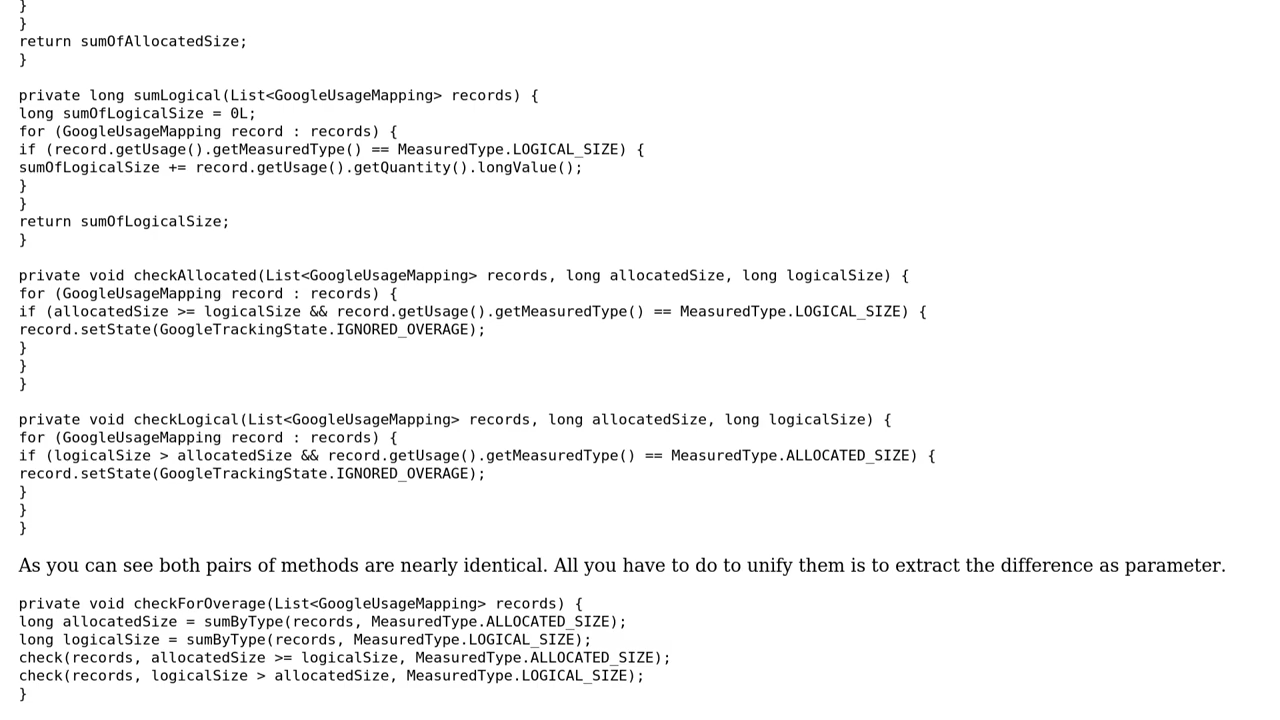 }
}
return sumOfAllocatedSize;
}
private long sumLogical(List<GoogleUsageMapping> records) {
long sumOfLogicalSize = 0L;
for (GoogleUsageMapping record : records) {
if (record.getUsage().getMeasuredType() == MeasuredType.LOGICAL_SIZE) {
sumOfLogicalSize += record.getUsage().getQuantity().longValue();
}
}
return sumOfLogicalSize;
}
private void checkAllocated(List<GoogleUsageMapping> records, long allocatedSize, long logicalSize) {
for (GoogleUsageMapping record : records) {
if (allocatedSize >= logicalSize && record.getUsage().getMeasuredType() == MeasuredType.LOGICAL_SIZE) {
record.setState(GoogleTrackingState.IGNORED_OVERAGE);
}
}
}
private void checkLogical(List<GoogleUsageMapping> records, long allocatedSize, long logicalSize) {
for (GoogleUsageMapping record : records) {
if (logicalSize > allocatedSize && record.getUsage().getMeasuredType() == MeasuredType.ALLOCATED_SIZE) {
record.setState(GoogleTrackingState.IGNORED_OVERAGE);
}
}
}
As you can see both pairs of methods are nearly identical. All you have to do to unify them is to extract the difference as parameter.
private void checkForOverage(List<GoogleUsageMapping> records) {
long allocatedSize = sumByType(records, MeasuredType.ALLOCATED_SIZE);
long logicalSize = sumByType(records, MeasuredType.LOGICAL_SIZE);
check(records, allocatedSize >= logicalSize, MeasuredType.ALLOCATED_SIZE);
check(records, logicalSize > allocatedSize, MeasuredType.LOGICAL_SIZE);
}